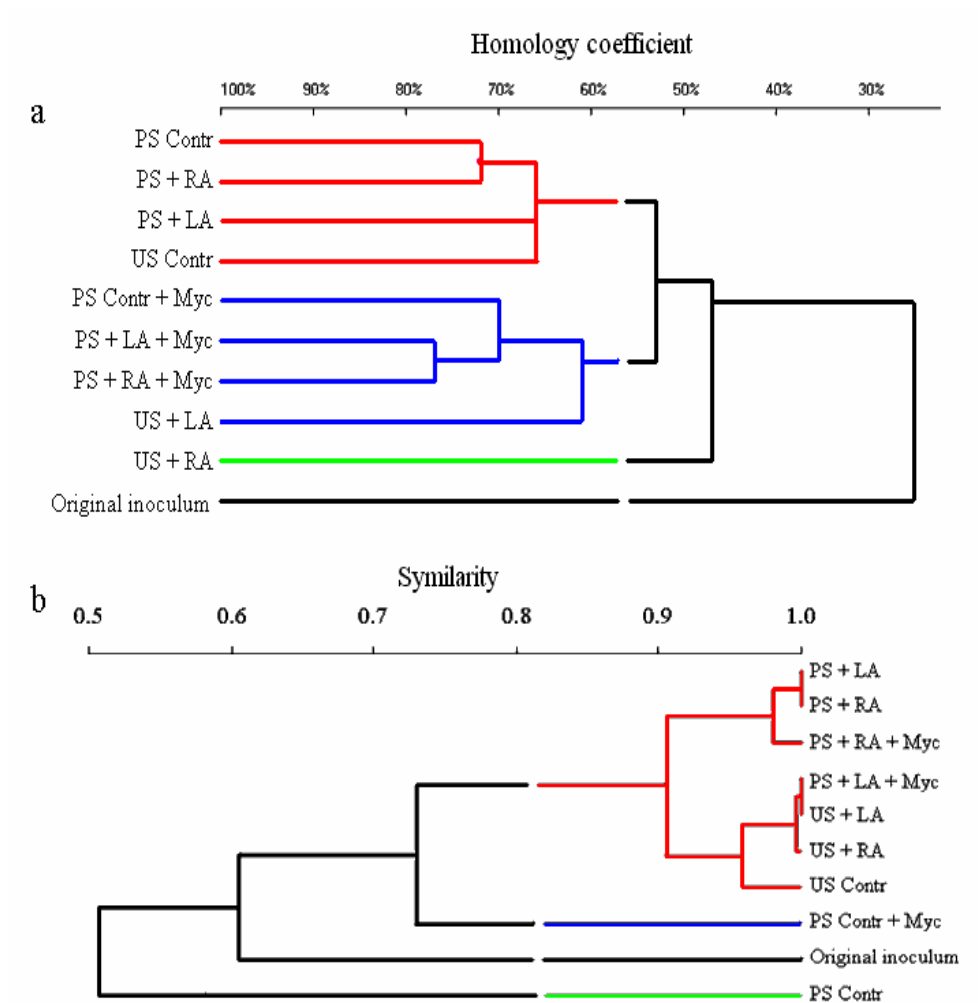 Homology coefficient
100% 90% 80% 70% 60% 50% 40% 30%
a
PS Contr
PS + RA
PS + LA
US Contr
PS Contr + Myc
PS + LA + Myc
PS + RA + Myc
US + LA
US + RA
Original inoculum
Symilarity
b
0.5 0.6 0.7 0.8 0.9 1.0
PS + LA
PS + RA
PS + RA + Myc
PS + LA + Myc
US + LA
US + RA
US Contr
PS Contr + Myc
Original inoculum
PS Contr